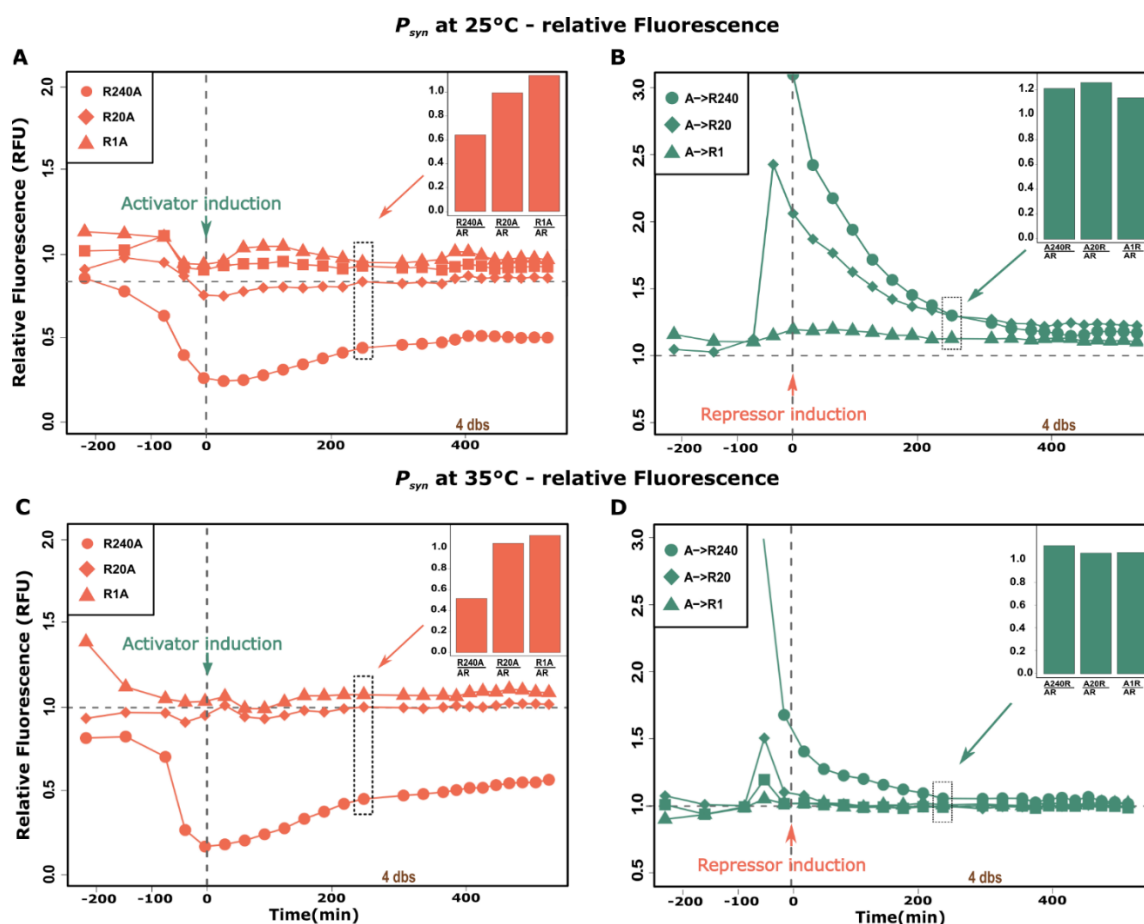 P_syn at 25°C - relative Fluorescence
A
Relative Fluorescence (RFU)
2.0
1.5
1.0
0.5
0.0
R240A
R20A
R1A
Activator induction
1.0
0.8
0.6
0.4
0.2
0.0
R240A R20A R1A
AR AR AR
4 dbs
-200 -100 0 200 400
B
3.0
2.5
2.0
1.5
1.0
0.5
A->R240
A->R20
A->R1
Repressor induction
1.2
1.0
0.8
0.6
0.4
0.2
0.0
A240R A20R A1R
AR AR AR
4 dbs
-200 -100 0 200 400
P_syn at 35°C - relative Fluorescence
C
Relative Fluorescence (RFU)
2.0
1.5
1.0
0.5
0.0
R240A
R20A
R1A
Activator induction
1.0
0.8
0.6
0.4
0.2
0.0
R240A R20A R1A
AR AR AR
4 dbs
-200 -100 0 200 400
Time(min)
D
3.0
2.5
2.0
1.5
1.0
0.5
A->R240
A->R20
A->R1
Repressor induction
1.0
0.8
0.6
0.4
0.2
0.0
A240R A20R A1R
AR AR AR
4 dbs
-200 -100 0 200 400
Time(min)